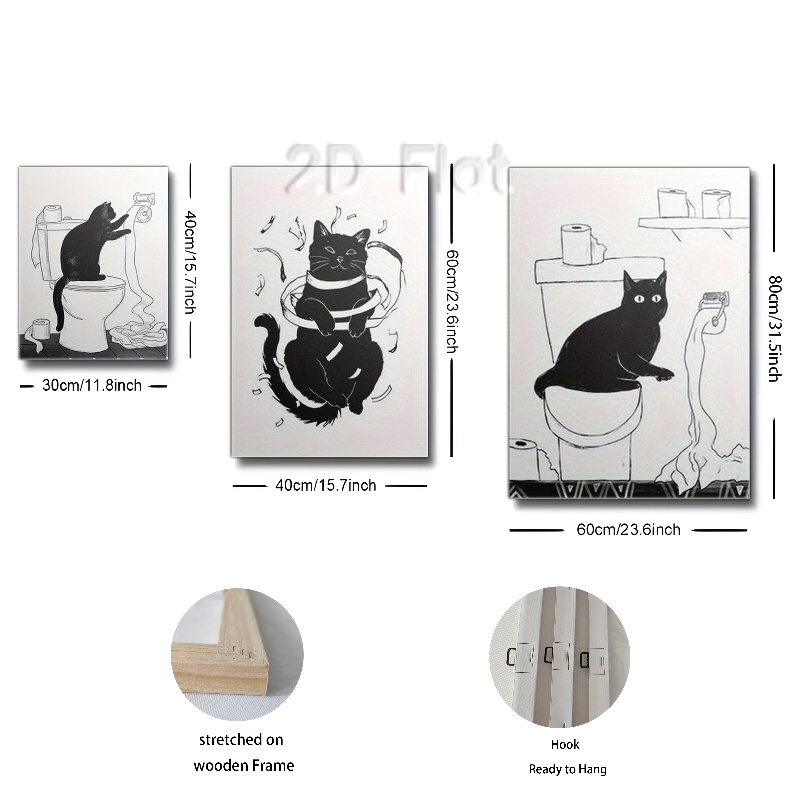 2D Flat
40cm/15.7inch
30cm/11.8inch
60cm/23.6inch
40cm/15.7inch
80cm/31.5inch
60cm/23.6inch
stretched on
wooden Frame
Hook
Ready to Hang